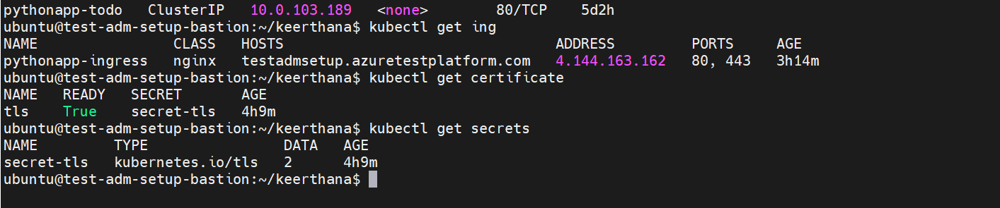 pythonapp-todo   ClusterIP   10.0.103.189   <none>        80/TCP    5d2h
ubuntu@test-adm-setup-bastion:~/keerthana$ kubectl get ing
NAME                CLASS   HOSTS                                ADDRESS         PORTS     AGE
pythonapp-ingress   nginx   testadmsetup.azuretestplatform.com   4.144.163.162   80, 443   3h14m
ubuntu@test-adm-setup-bastion:~/keerthana$ kubectl get certificate
NAME   READY   SECRET       AGE
tls    True    secret-tls   4h9m
ubuntu@test-adm-setup-bastion:~/keerthana$ kubectl get secrets
NAME         TYPE                DATA   AGE
secret-tls   kubernetes.io/tls   2      4h9m
ubuntu@test-adm-setup-bastion:~/keerthana$